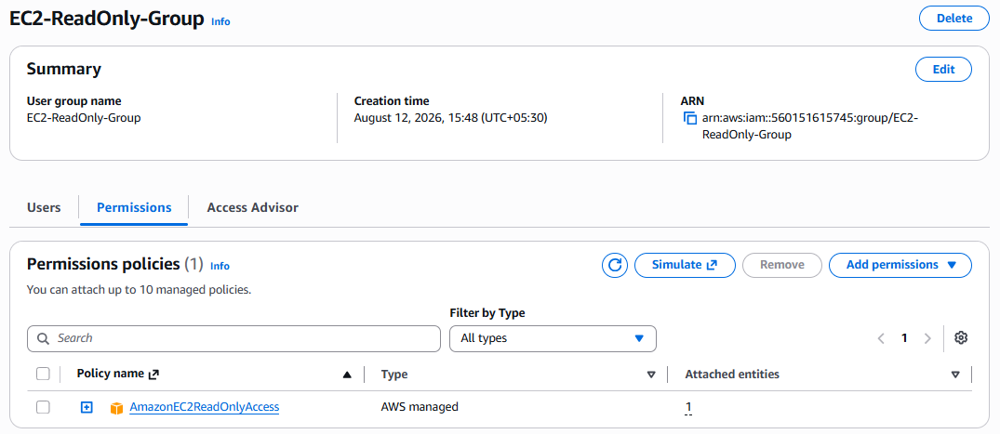 EC2-ReadOnly-Group Info
Delete
Summary
Edit
User group name
EC2-ReadOnly-Group
Creation time
August 12, 2026, 15:48 (UTC+05:30)
ARN
arn:aws:iam::560151615745:group/EC2-
ReadOnly-Group
Users
Permissions
Access Advisor
Permissions policies (1) Info
Simulate
Remove
Add permissions
You can attach up to 10 managed policies.
Filter by Type
Search
All types
1
Policy name
Type
Attached entities
AmazonEC2ReadOnlyAccess
AWS managed
1